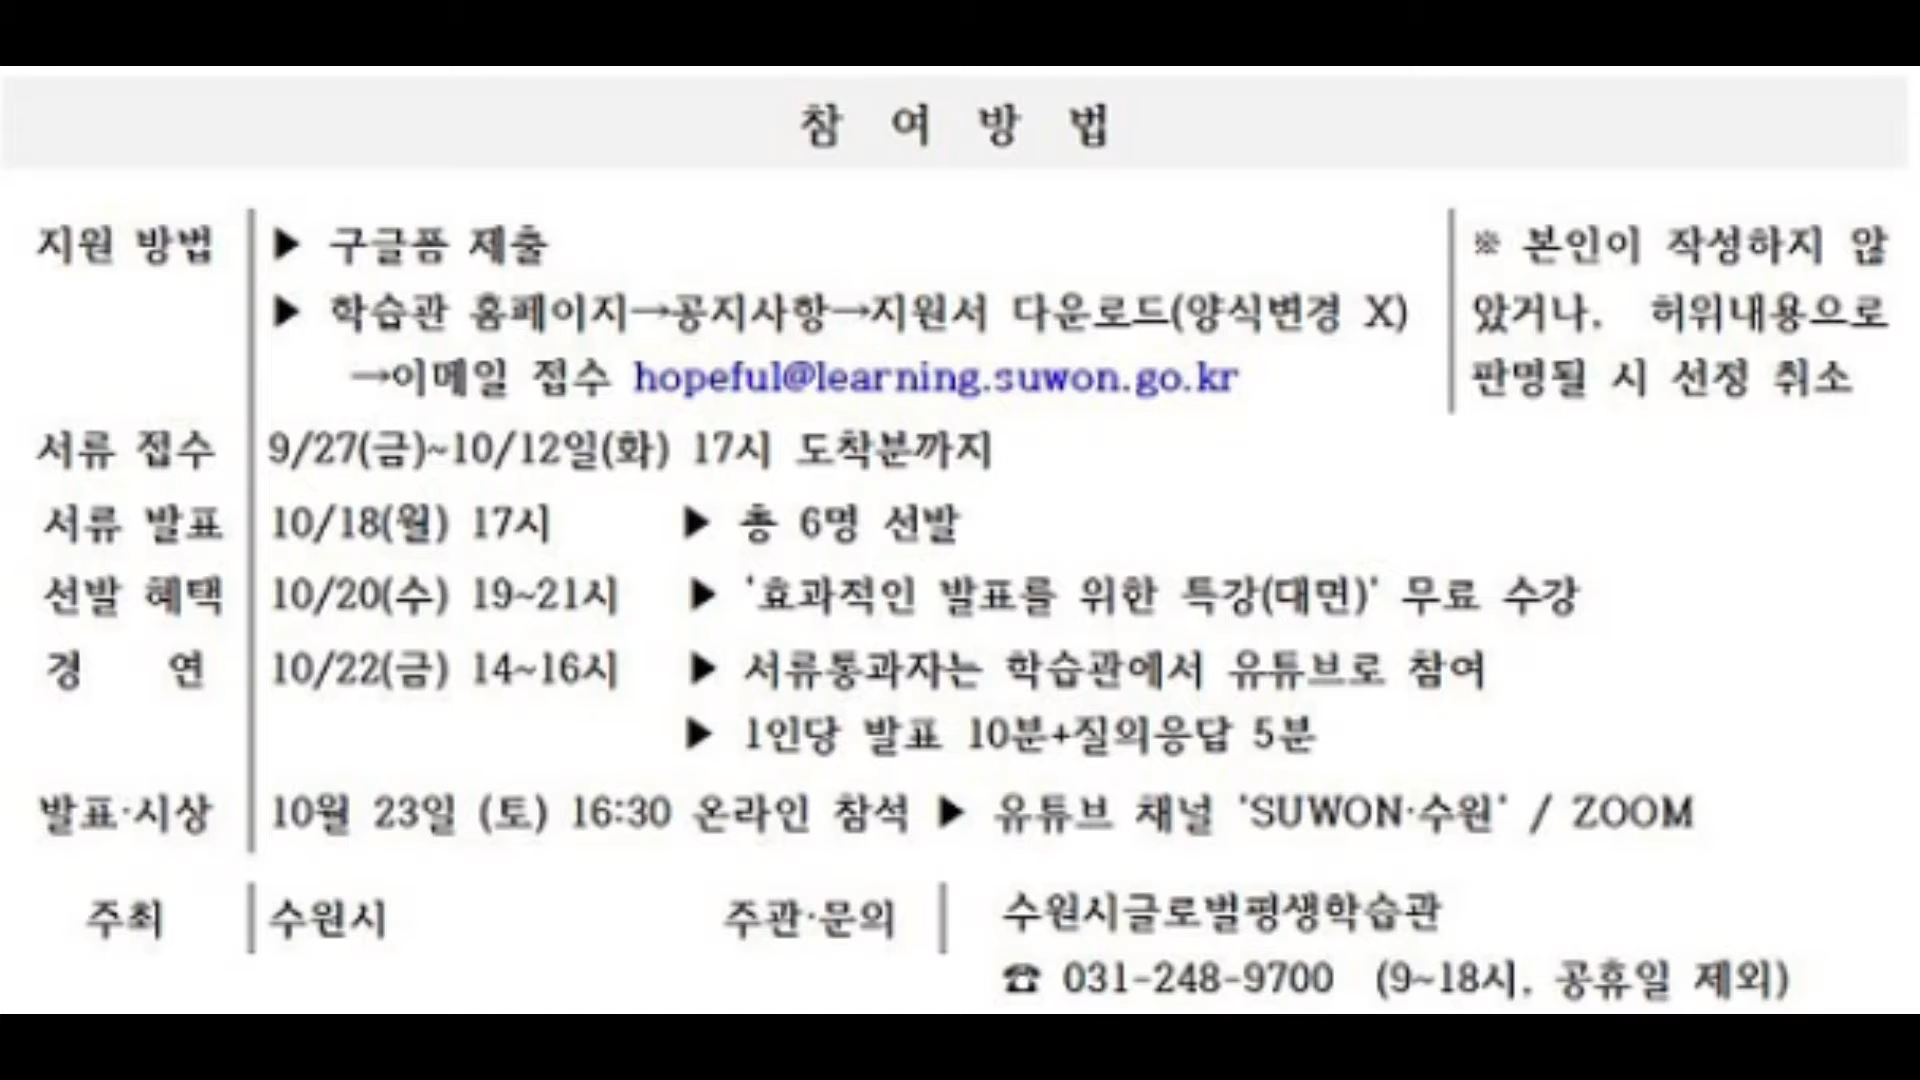 참 여 방 법
지원 방법 ▶ 구글폼 제출 ※ 본인이 작성하지 않
▶ 학습관 홈페이지→공지사항→지원서 다운로드(양식변경 X) 았거나, 허위내용으로
→이메일 접수 hopeful@learning.suwon.go.kr 판명될 시 선정 취소
서류 접수 9/27(금)~10/12일(화) 17시 도착분까지
서류 발표 10/18(월) 17시 ▶ 총 6명 선발
선발 혜택 10/20(수) 19~21시 ▶ '효과적인 발표를 위한 특강(대면)' 무료 수강
경 연 10/22(금) 14~16시 ▶ 서류통과자는 학습관에서 유튜브로 참여
▶ 1인당 발표 10분+질의응답 5분
발표·시상 10월 23일 (토) 16:30 온라인 참석 ▶ 유튜브 채널 'SUWON·수원' / ZOOM
주최 수원시 주관·문의 수원시글로벌평생학습관
☎ 031-248-9700 (9~18시, 공휴일 제외)